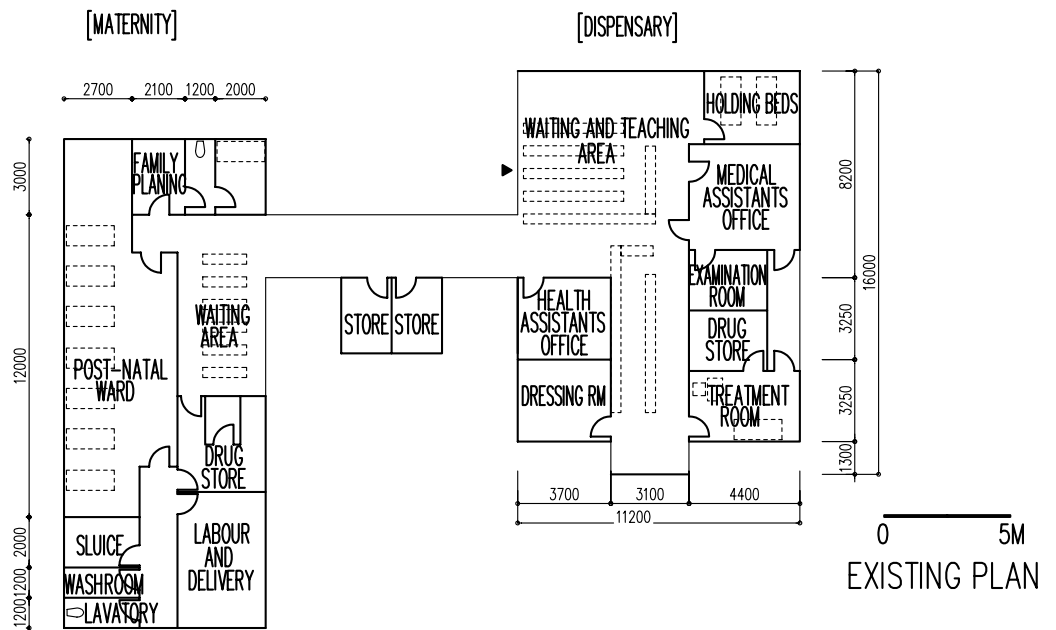 [MATERNITY]
[DISPENSARY]
2700
2100
1200
2000
3000
12000
2000
1200
1200
FAMILY
PLANING
POST-NATAL
WARD
WAITING
AREA
DRUG
STORE
LABOUR
AND
DELIVERY
SLUICE
WASHROOM
LAVATORY
STORE
STORE
WAITING AND TEACHING
AREA
HOLDING BEDS
MEDICAL
ASSISTANTS
OFFICE
EXAMINATION
ROOM
DRUG
STORE
TREATMENT
ROOM
HEALTH
ASSISTANTS
OFFICE
DRESSING RM
8200
3250
3250
1300
16000
3700
3100
4400
11200
0
5M
EXISTING PLAN